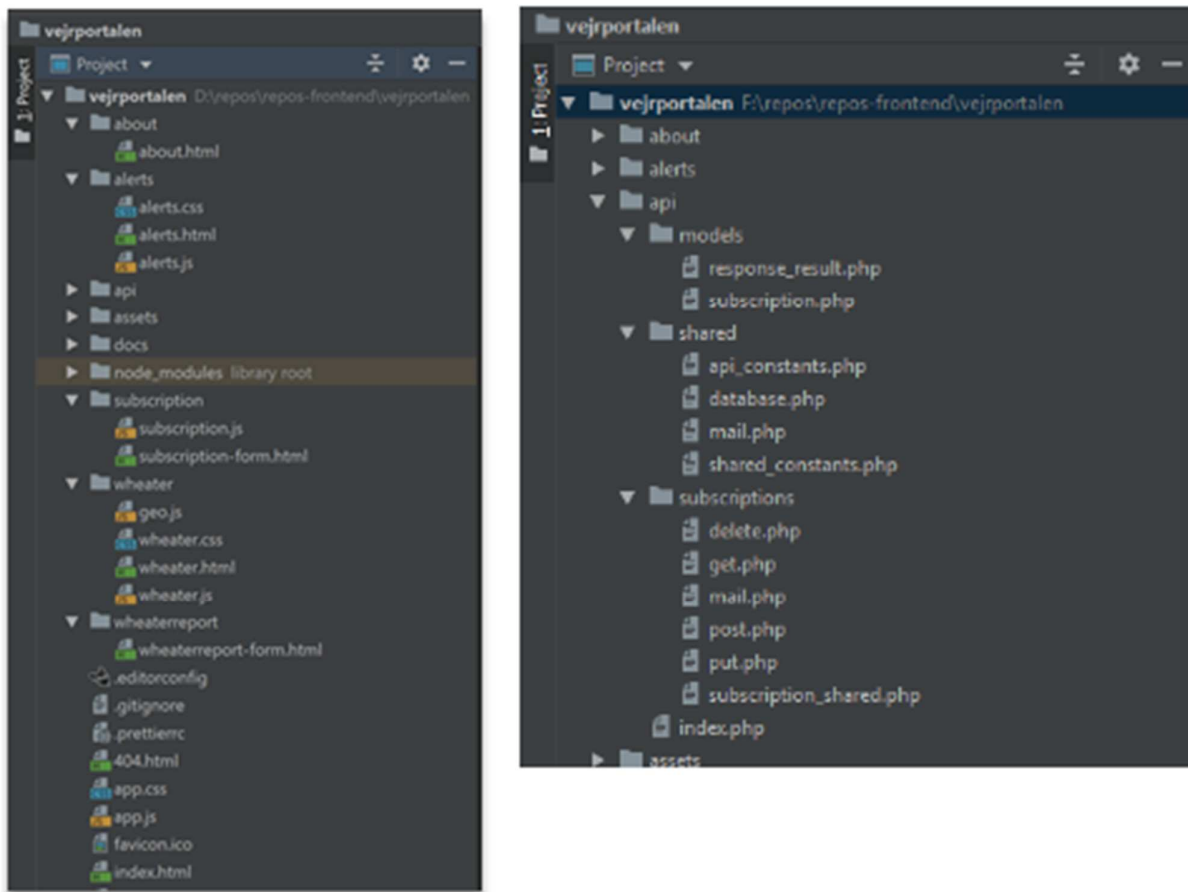 vejrportalen
Project
1: Project
vejrportalen D:\repos\repos-frontend\vejrportalen
about
about.html
alerts
alerts.css
alerts.html
alerts.js
api
assets
docs
node_modules library root
subscription
subscription.js
subscription-form.html
wheater
geo.js
wheater.css
wheater.html
wheater.js
wheaterreport
wheaterreport-form.html
.editorconfig
.gitignore
.prettierrc
404.html
app.css
app.js
favicon.ico
index.html
vejrportalen
Project
1: Project
vejrportalen F:\repos\repos-frontend\vejrportalen
about
alerts
api
models
response_result.php
subscription.php
shared
api_constants.php
database.php
mail.php
shared_constants.php
subscriptions
delete.php
get.php
mail.php
post.php
put.php
subscription_shared.php
index.php
assets